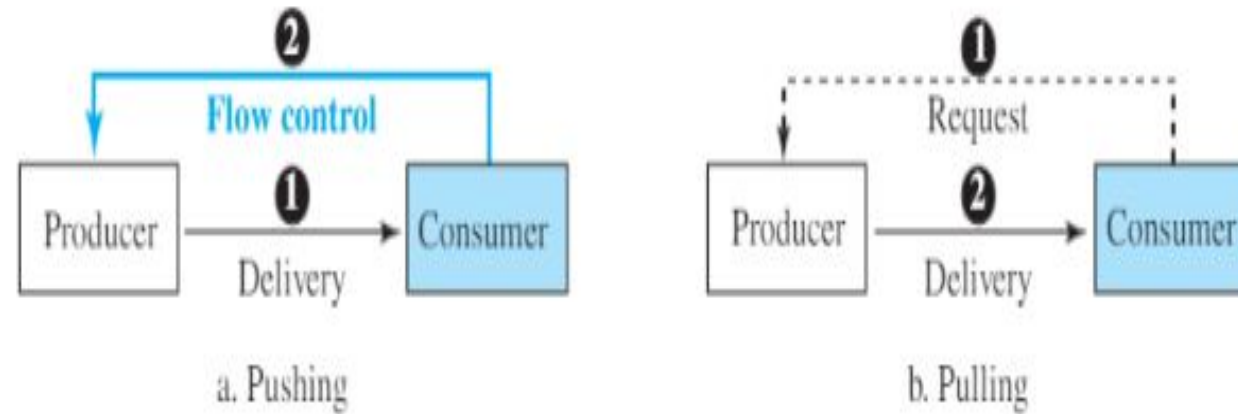 2
Flow control
Producer
1
Consumer
Delivery
a. Pushing
1
Request
Producer
2
Consumer
Delivery
b. Pulling